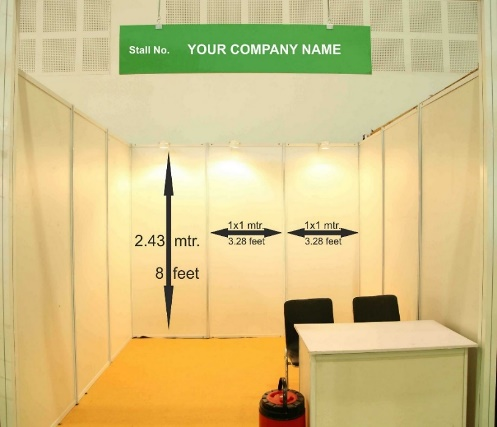 Stall No. YOUR COMPANY NAME
1x1 mtr. 1x1 mtr.
2.43 mtr. 3.28 feet 3.28 feet
8 feet